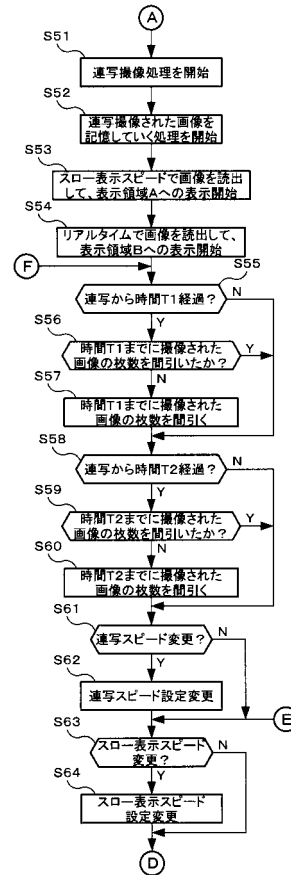 A
S51
連写撮像処理を開始
S52
連写撮像された画像を
記憶していく処理を開始
S53
スロー表示スピードで画像を読出
して、表示領域Aへの表示開始
S54
リアルタイムで画像を読出して、
表示領域Bへの表示開始
F
S55
連写から時間T1経過？
N
Y
S56
時間T1までに撮像された
画像の枚数を間引いたか？
Y
N
S57
時間T1までに撮像された
画像の枚数を間引く
S58
連写から時間T2経過？
N
Y
S59
時間T2までに撮像された
画像の枚数を間引いたか？
Y
N
S60
時間T2までに撮像された
画像の枚数を間引く
S61
連写スピード変更？
N
Y
S62
連写スピード設定変更
E
S63
スロー表示スピード
変更？
N
Y
S64
スロー表示スピード
設定変更
D